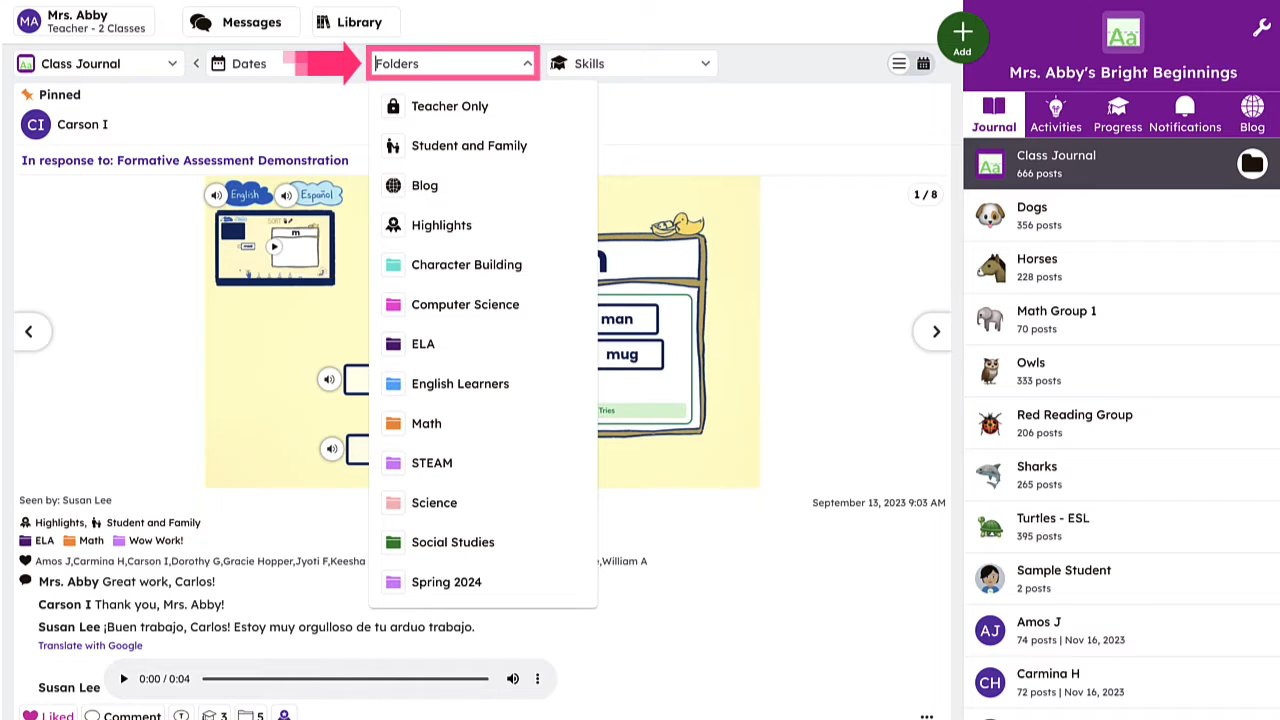 MA
Mrs. Abby
Teacher - 2 Classes
Messages
Library
Add
Aa
Mrs. Abby's Bright Beginnings
Class Journal
Dates
Folders
Skills
Journal
Activities
Progress
Notifications
Blog
Pinned
CI
Carson I
In response to: Formative Assessment Demonstration
English
Español
1 / 8
m
man
mug
Tries
Teacher Only
Student and Family
Blog
Highlights
Character Building
Computer Science
ELA
English Learners
Math
STEAM
Science
Social Studies
Spring 2024
Seen by: Susan Lee
September 13, 2023 9:03 AM
Highlights, Student and Family
ELA Math Wow Work!
Amos J,Carmina H,Carson I,Dorothy G,Gracie Hopper,Jyoti F,Keesha
,William A
Mrs. Abby Great work, Carlos!
Carson I Thank you, Mrs. Abby!
Susan Lee ¡Buen trabajo, Carlos! Estoy muy orgulloso de tu arduo trabajo.
Translate with Google
Susan Lee
0:00 / 0:04
Liked
Comment
3
5
Aa
Class Journal
666 posts
Dogs
356 posts
Horses
228 posts
Math Group 1
70 posts
Owls
333 posts
Red Reading Group
206 posts
Sharks
265 posts
Turtles - ESL
395 posts
Sample Student
2 posts
AJ
Amos J
74 posts | Nov 16, 2023
CH
Carmina H
72 posts | Nov 16, 2023